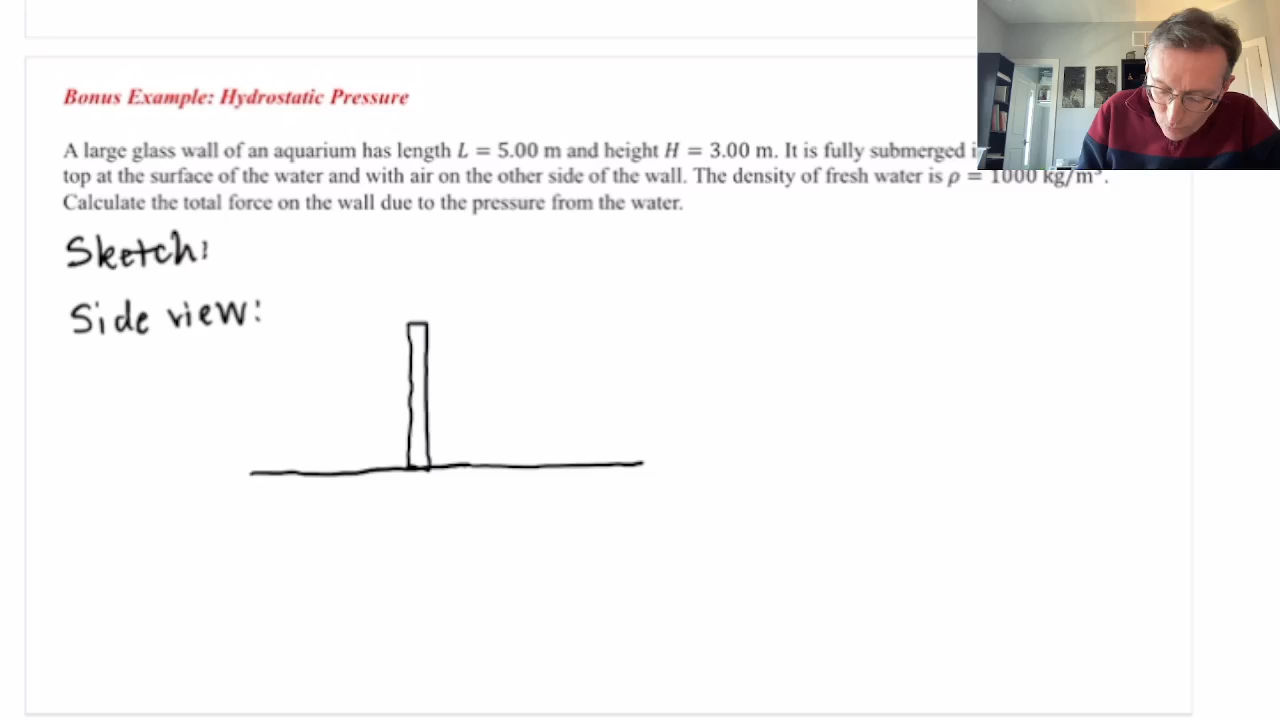 Bonus Example: Hydrostatic Pressure
A large glass wall of an aquarium has length L = 5.00 m and height H = 3.00 m. It is fully submerged
top at the surface of the water and with air on the other side of the wall. The density of fresh water is ρ = 1000 kg/m³.
Calculate the total force on the wall due to the pressure from the water.
Sketch:
Side view: